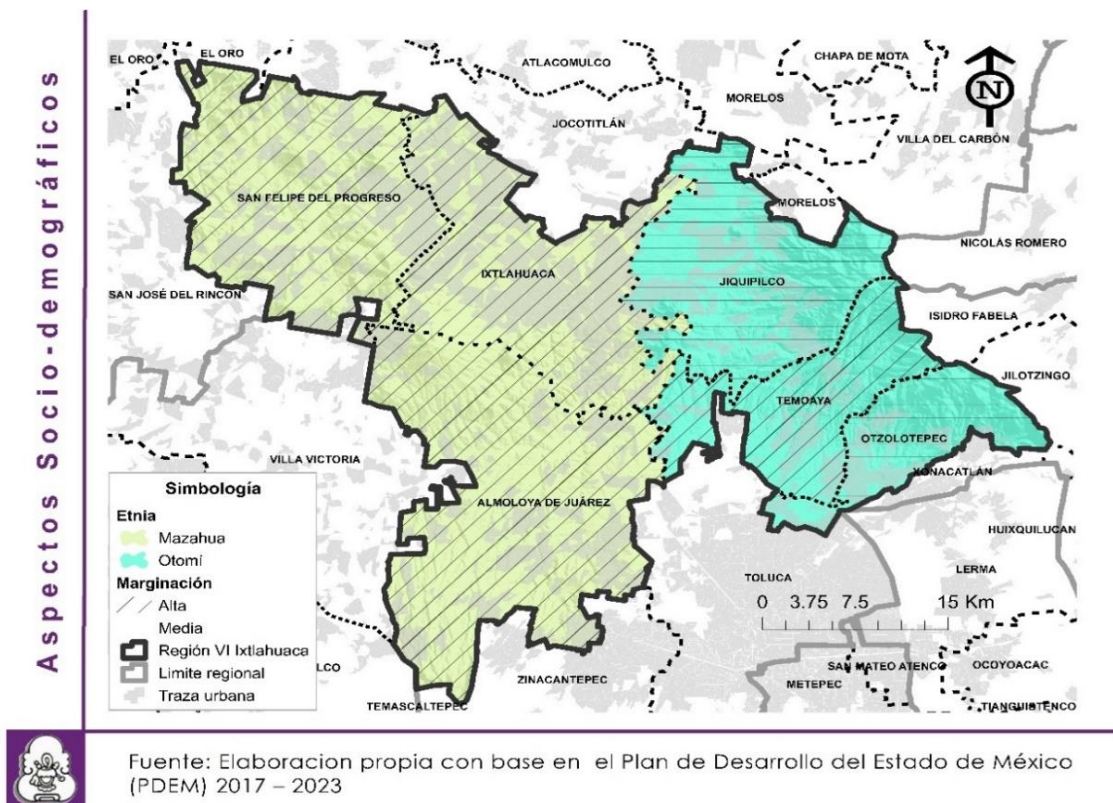 Aspectos Socio-demográficos
EL ORO
EL ORO
ATLACOMULCO
CHAPA DE MOTA
N
MORELOS
JOCOTITLÁN
VILLA DEL CARBÓN
SAN FELIPE DEL PROGRESO
MORELOS
NICOLÁS ROMERO
IXTLAHUACA
JIQUIPILCO
SAN JOSÉ DEL RINCÓN
ISIDRO FABELA
JILOTZINGO
TEMOAYA
OTZOLOTEPEC
VILLA VICTORIA
XONACATLÁN
ALMOLOYA DE JUÁREZ
HUIXQUILUCAN
LERMA
TOLUCA
0 3.75 7.5 15 Km
SAN MATEO ATENCO
OCOYOACAC
ZINACANTEPEC
METEPEC
TEMASCALTEPEC
TIANGUISTENCO
LCO
Simbología
Etnia
Mazahua
Otomí
Marginación
Alta
Media
Región VI Ixtlahuaca
Limite regional
Traza urbana
Fuente: Elaboracion propia con base en el Plan de Desarrollo del Estado de México
(PDEM) 2017 – 2023